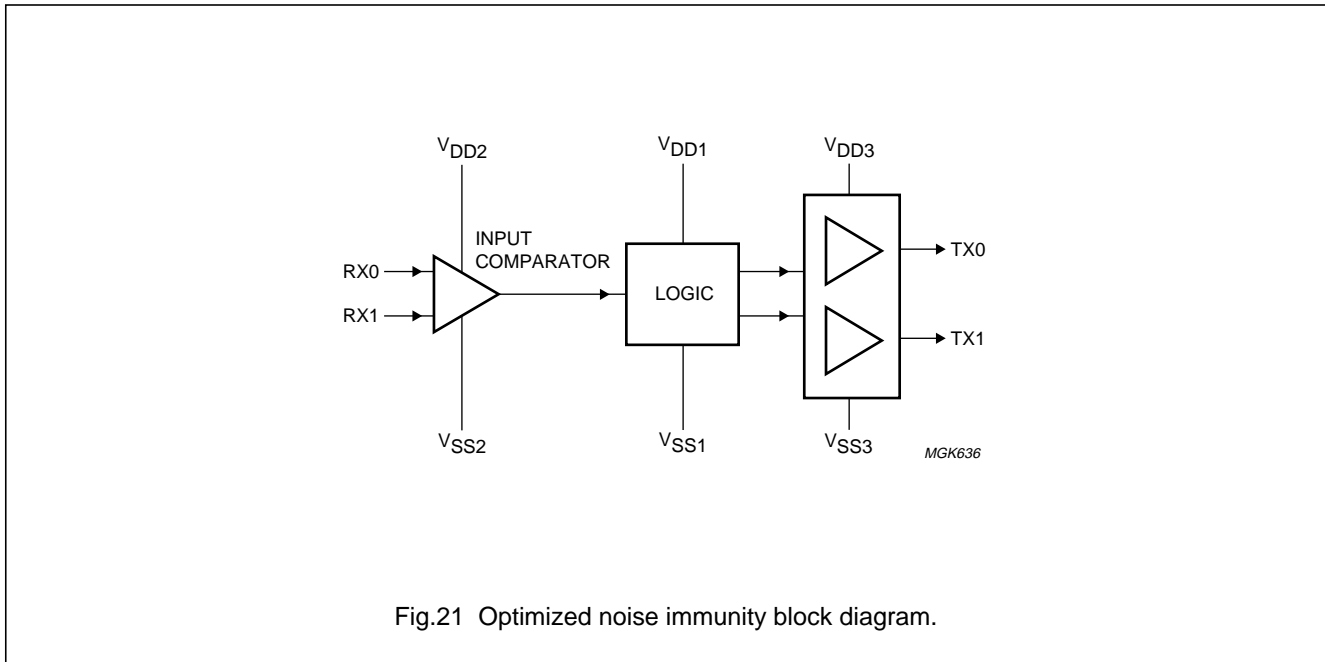 VDD2
VDD1
VDD3
INPUT
COMPARATOR
RX0
RX1
LOGIC
TX0
TX1
VSS2
VSS1
VSS3
MGK636
Fig.21 Optimized noise immunity block diagram.